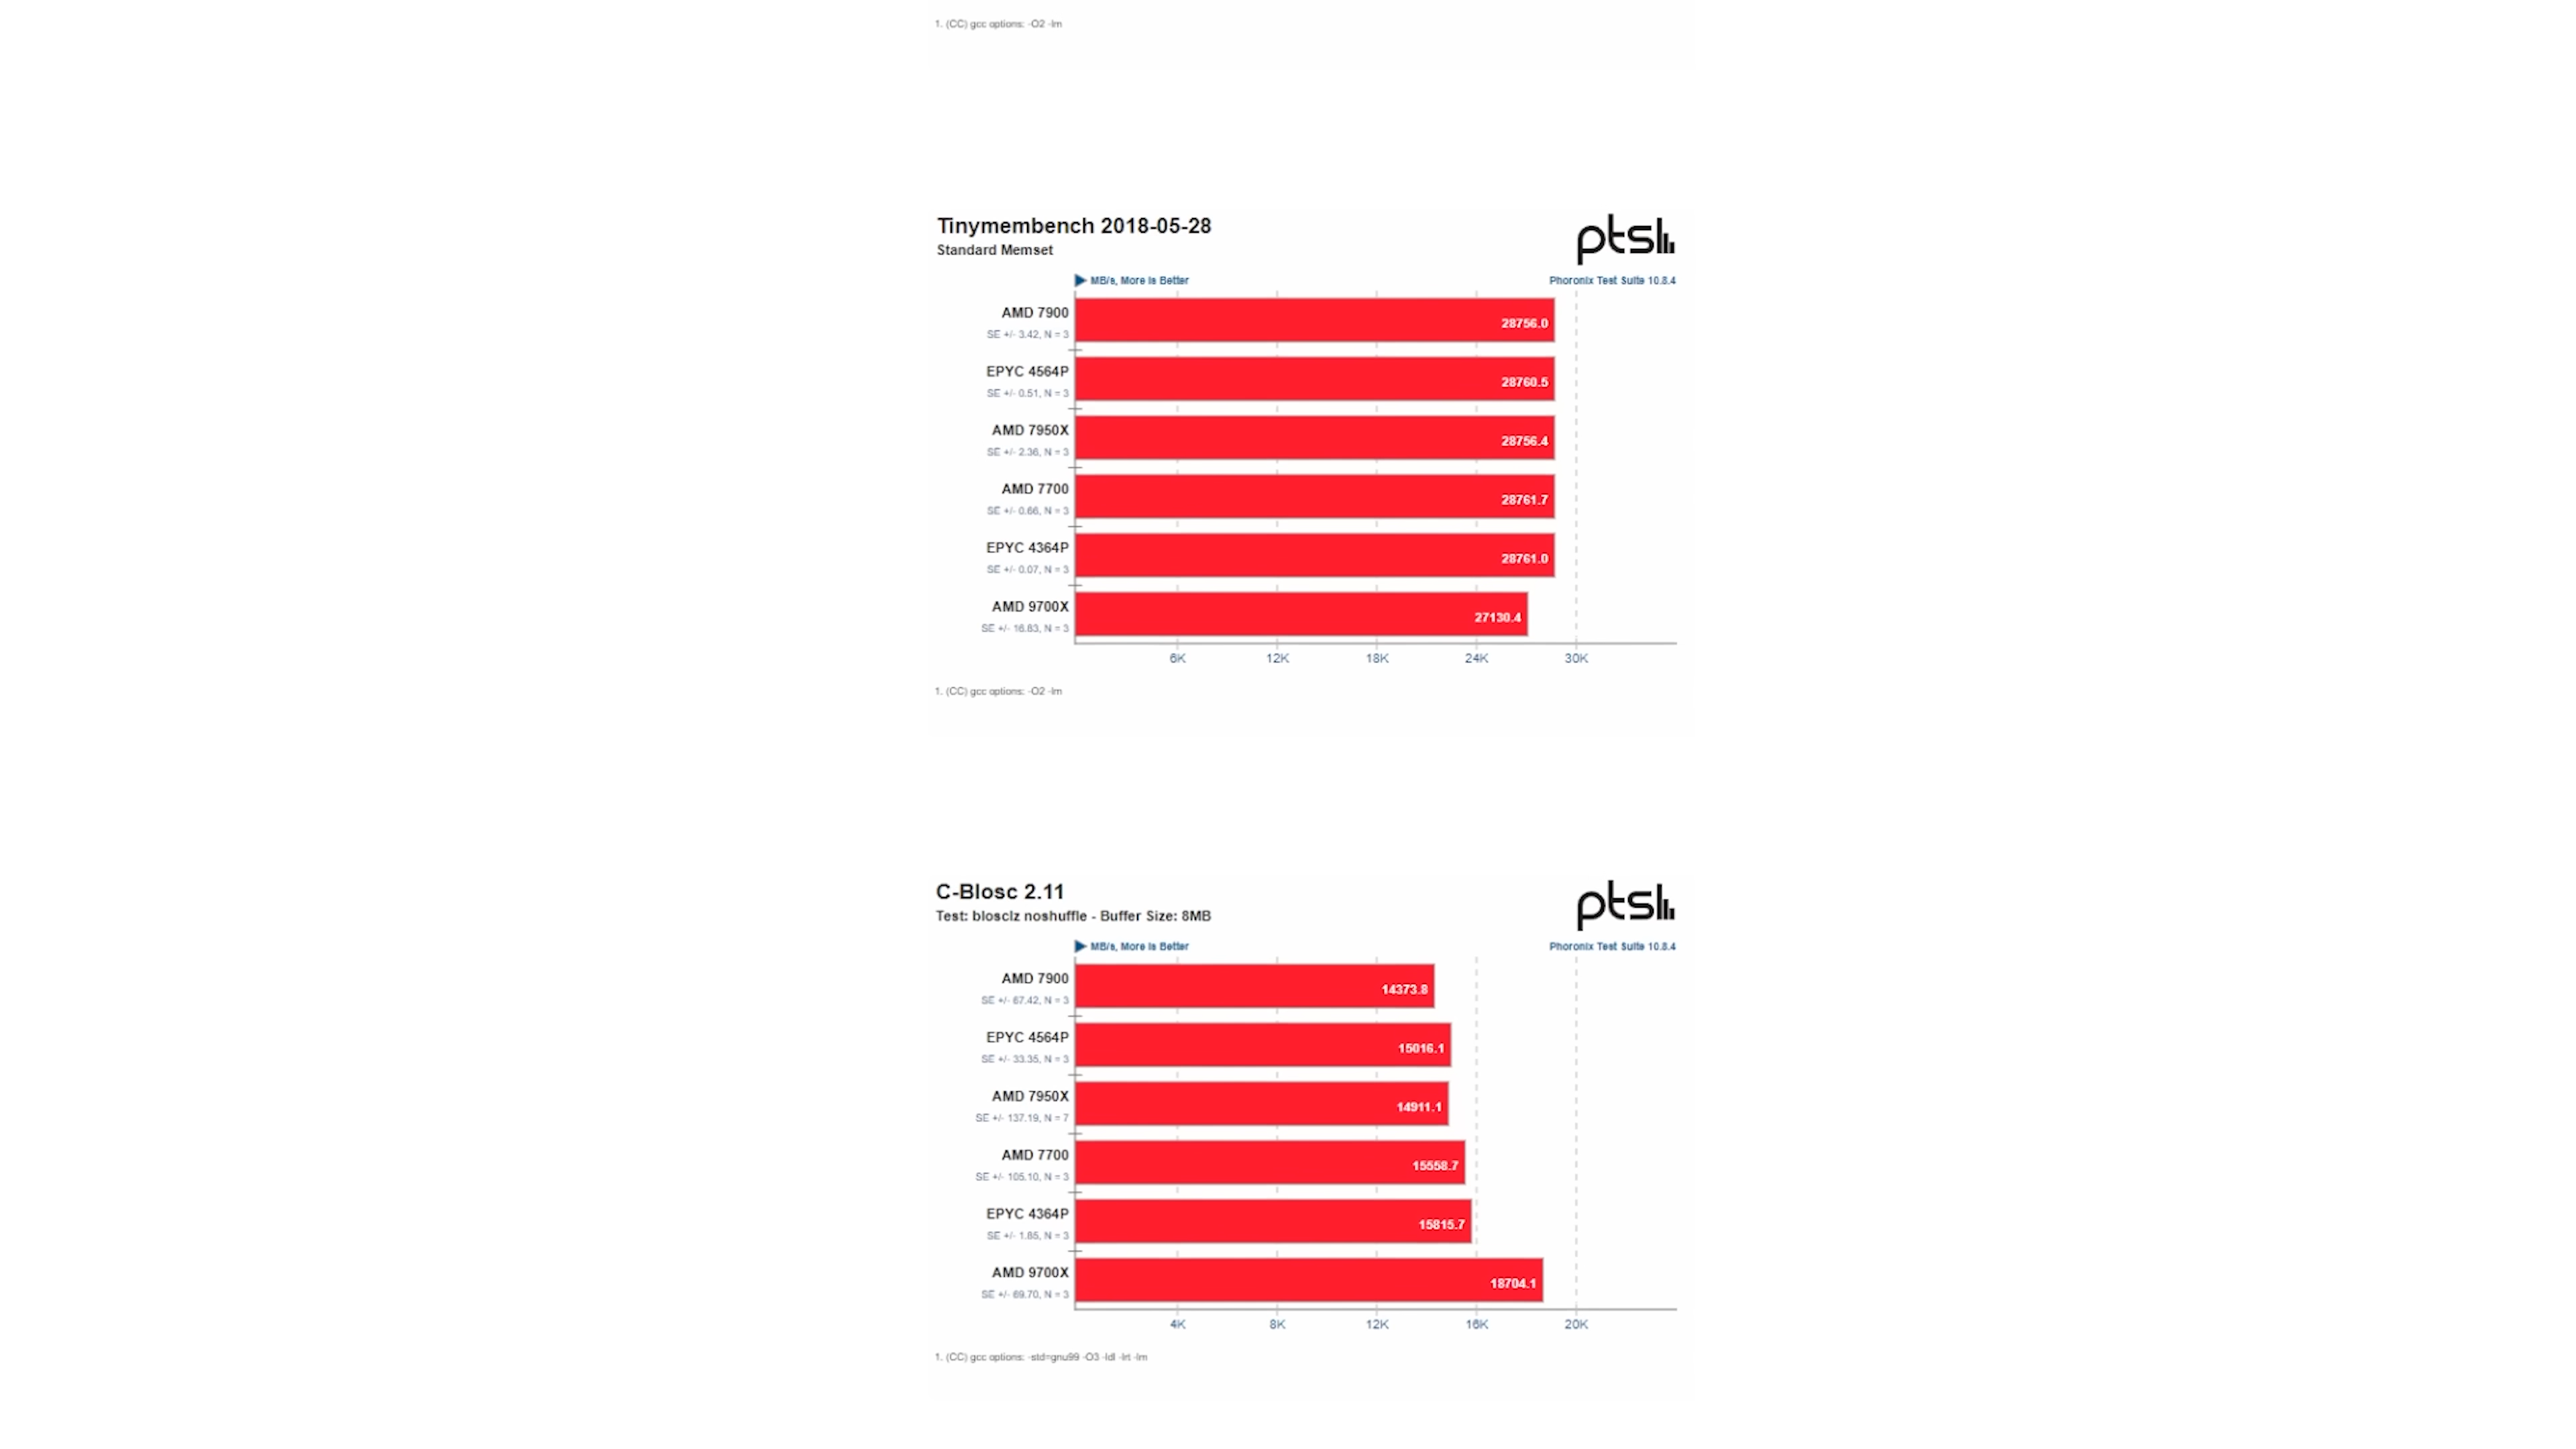 1. (CC) gcc options: -O2 -lm
Tinymembench 2018-05-28
Standard Memset
pts
MB/s, More Is Better
Phoronix Test Suite 10.8.4
AMD 7900
SE +/- 3.42, N = 3
28756.0
EPYC 4564P
SE +/- 0.51, N = 3
28760.5
AMD 7950X
SE +/- 2.36, N = 3
28756.4
AMD 7700
SE +/- 0.66, N = 3
28761.7
EPYC 4364P
SE +/- 0.07, N = 3
28761.0
AMD 9700X
SE +/- 16.83, N = 3
27130.4
6K 12K 18K 24K 30K
1. (CC) gcc options: -O2 -lm
C-Blosc 2.11
Test: blosclz noshuffle - Buffer Size: 8MB
pts
MB/s, More Is Better
Phoronix Test Suite 10.8.4
AMD 7900
SE +/- 67.42, N = 3
14373.8
EPYC 4564P
SE +/- 33.35, N = 3
15016.1
AMD 7950X
SE +/- 137.19, N = 7
14911.1
AMD 7700
SE +/- 105.10, N = 3
15558.7
EPYC 4364P
SE +/- 1.85, N = 3
15815.7
AMD 9700X
SE +/- 69.70, N = 3
18704.1
4K 8K 12K 16K 20K
1. (CC) gcc options: -std=gnu99 -O3 -ldl -lrt -lm